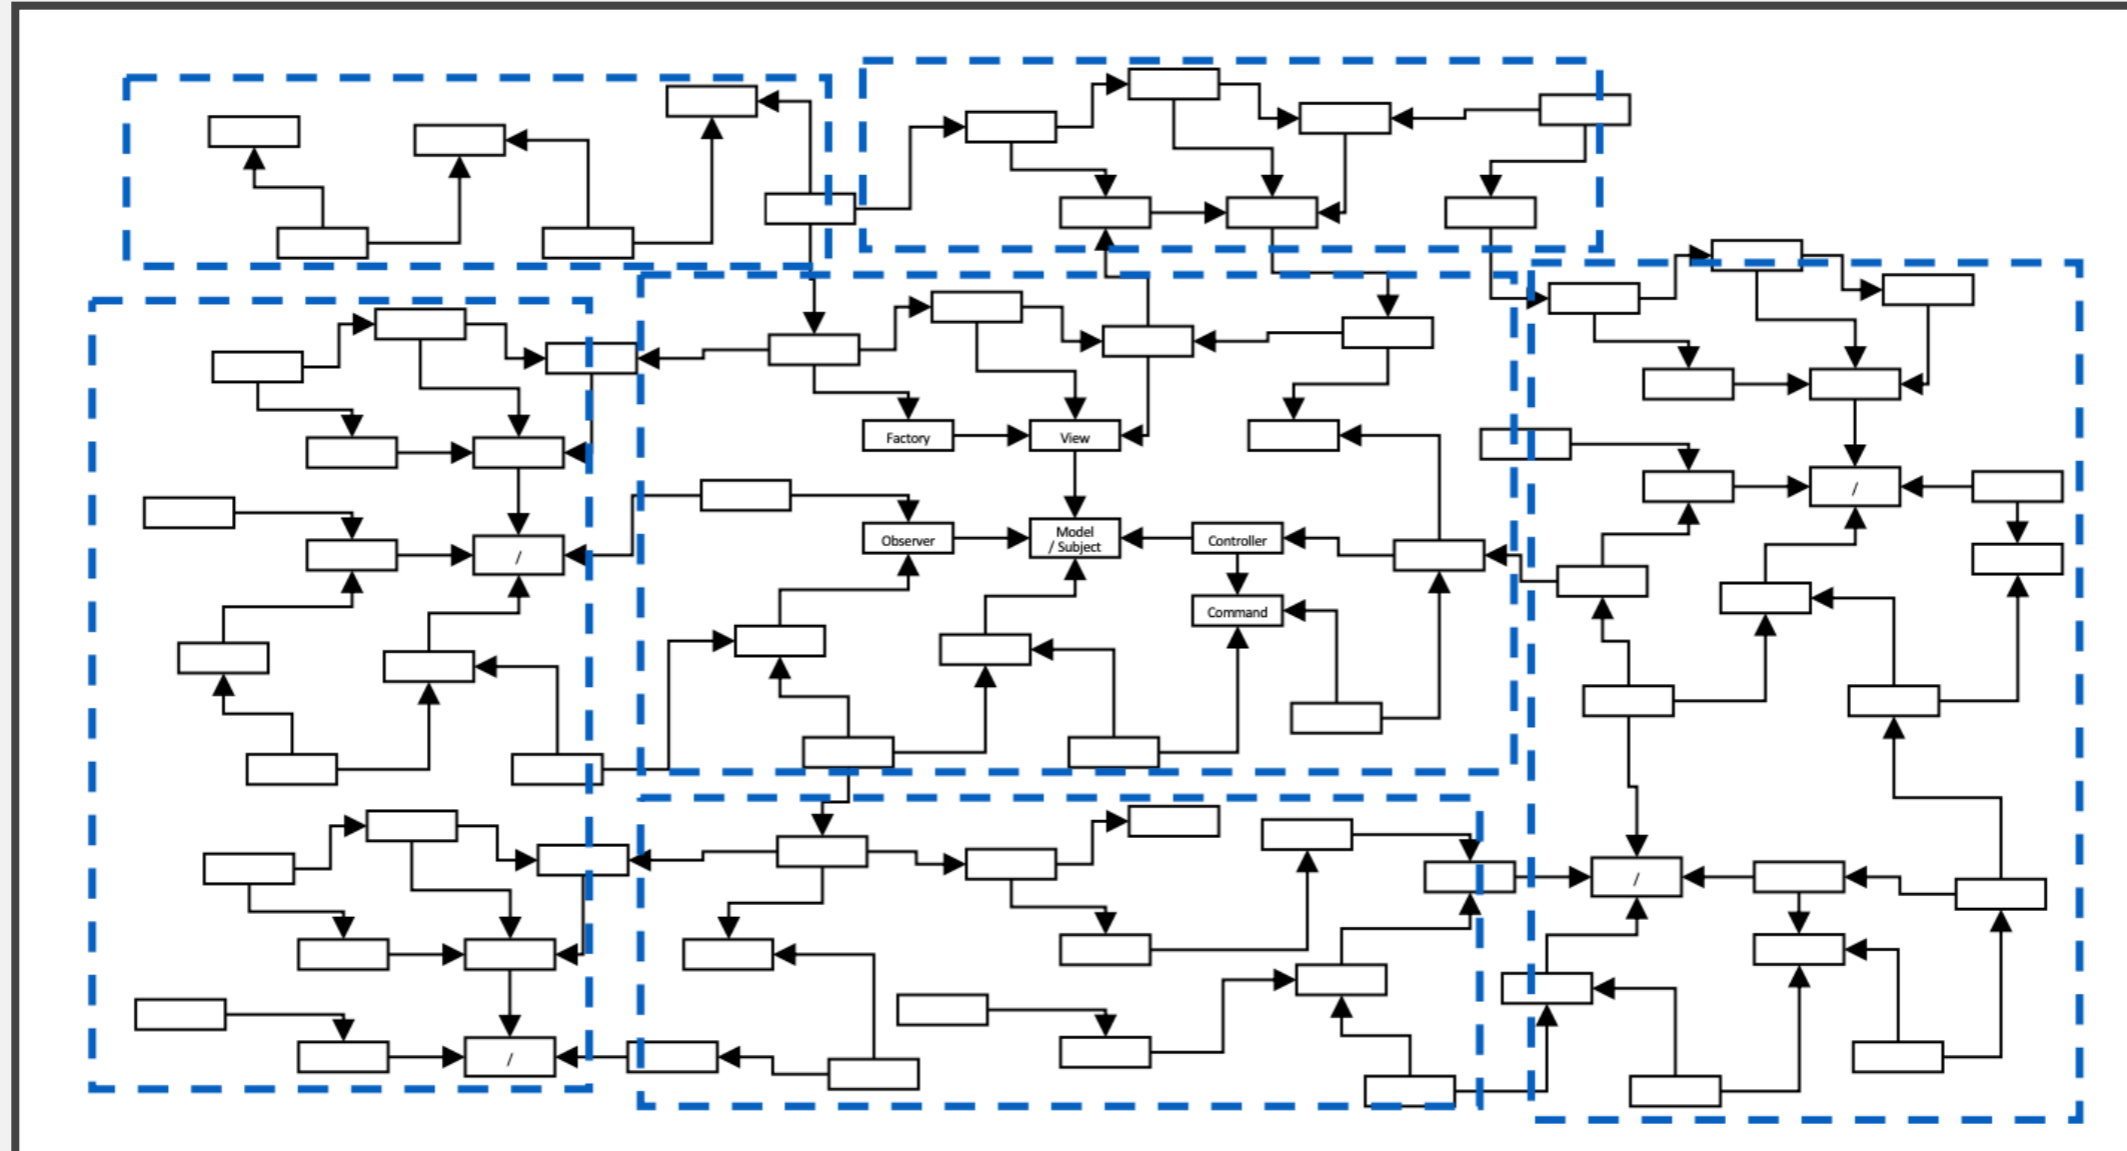 Factory
View
/
Observer
Model
/ Subject
Controller
/
Command
/
/